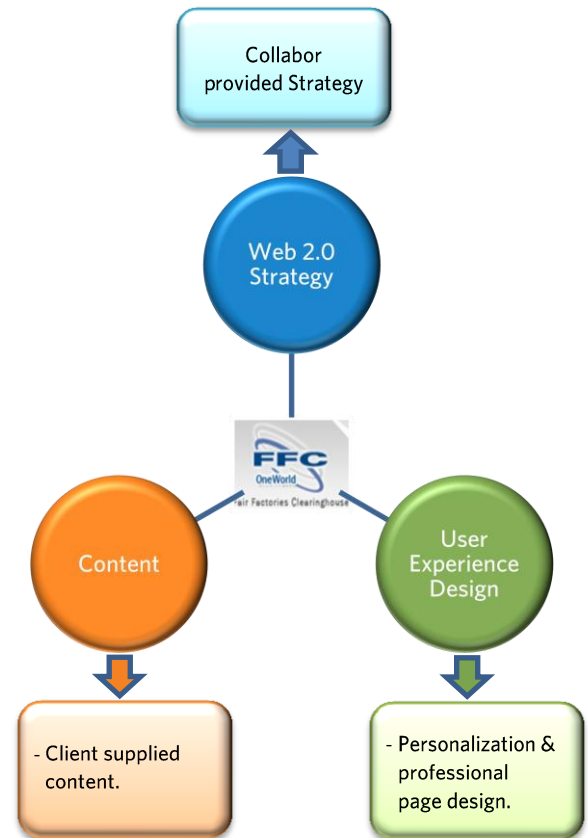 Collabor
provided Strategy
Web 2.0
Strategy
FFC
OneWorld
air Factories Clearinghouse
Content
User
Experience
Design
- Client supplied
content.
- Personalization &
professional
page design.